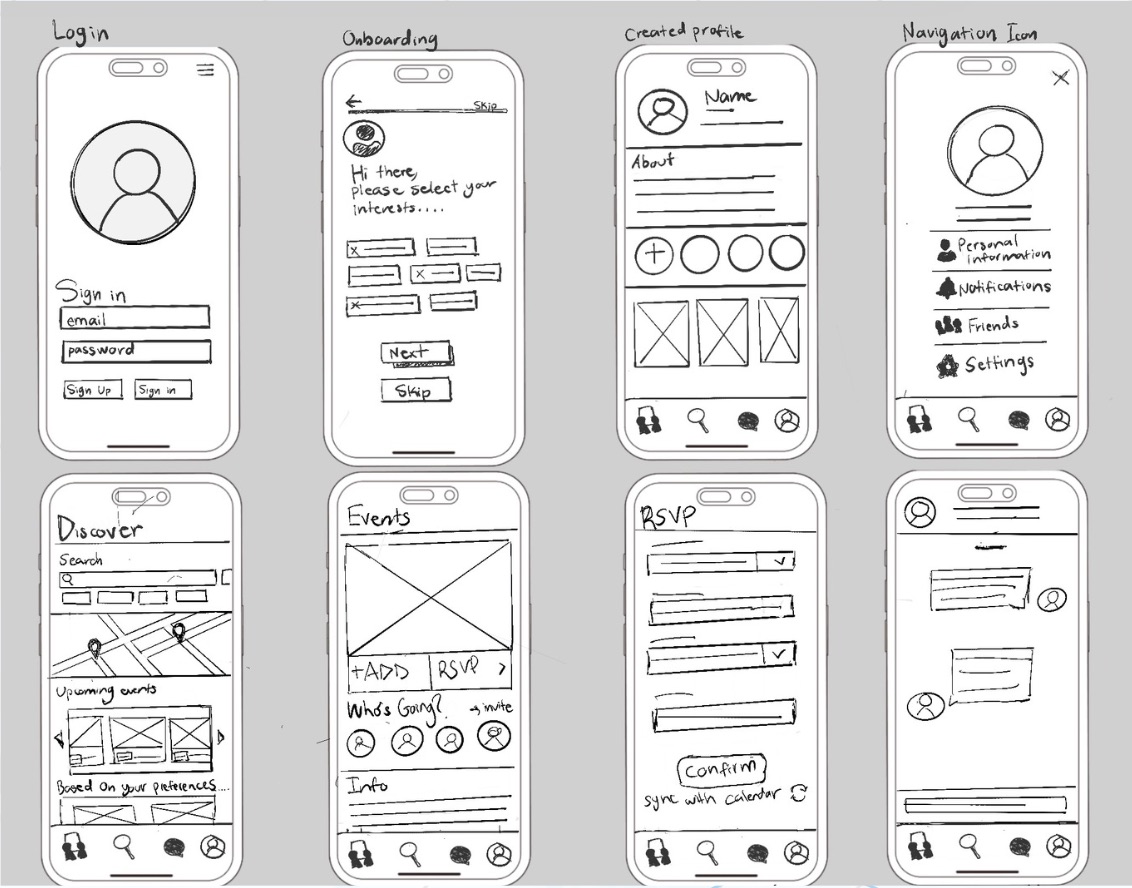 Login
Sign in
email
password
Sign Up
Sign in
Onboarding
Skip
Hi there,
please select your
interests....
Next
Skip
Created profile
Name
About
Navigation Icon
Personal
information
Notifications
Friends
Settings
Discover
Search
Upcoming events
Based on your preferences....
Events
+ADD
RSVP >
Who's Going?
→ invite
Info
RSVP
Confirm
sync with calendar